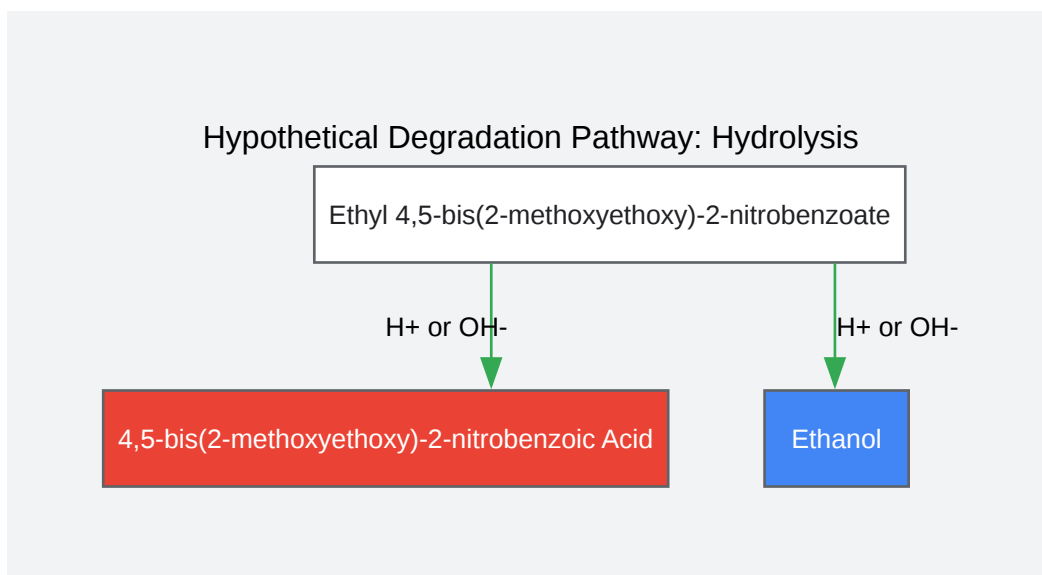 Hypothetical Degradation Pathway: Hydrolysis
Ethyl 4,5-bis(2-methoxyethoxy)-2-nitrobenzoate
H+ or OH-
H+ or OH-
4,5-bis(2-methoxyethoxy)-2-nitrobenzoic Acid
Ethanol